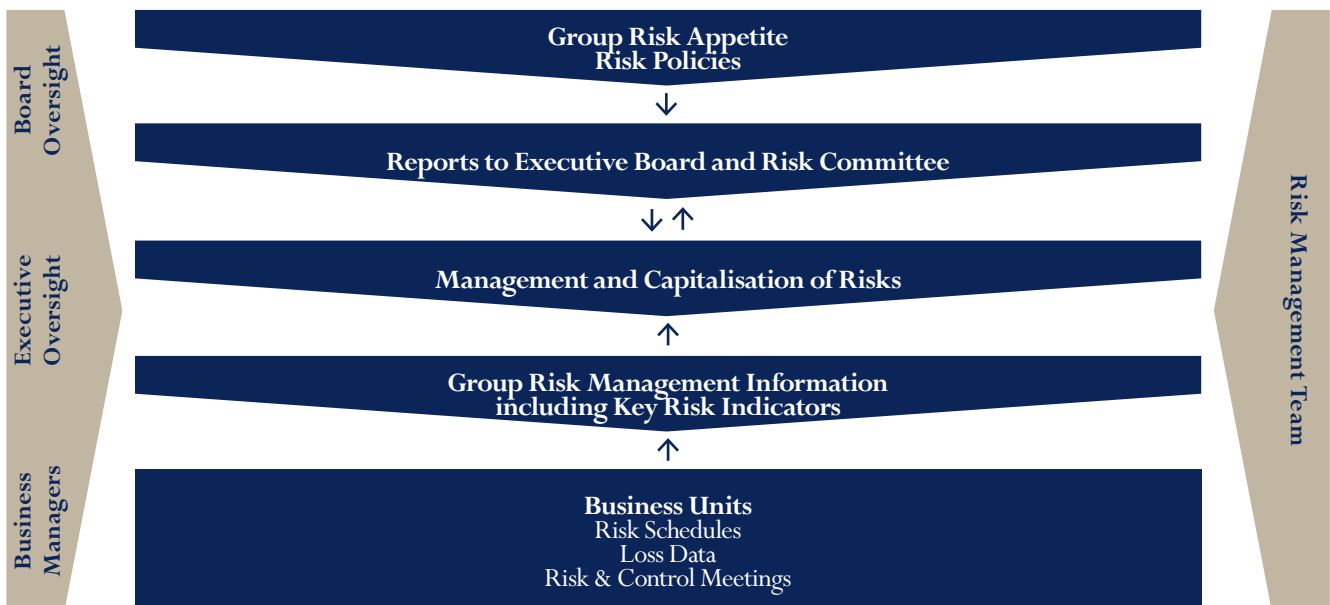 Board
Oversight
Executive
Oversight
Business
Managers
Group Risk Appetite
Risk Policies
Reports to Executive Board and Risk Committee
Management and Capitalisation of Risks
Group Risk Management Information
including Key Risk Indicators
Business Units
Risk Schedules
Loss Data
Risk & Control Meetings
Risk Management Team